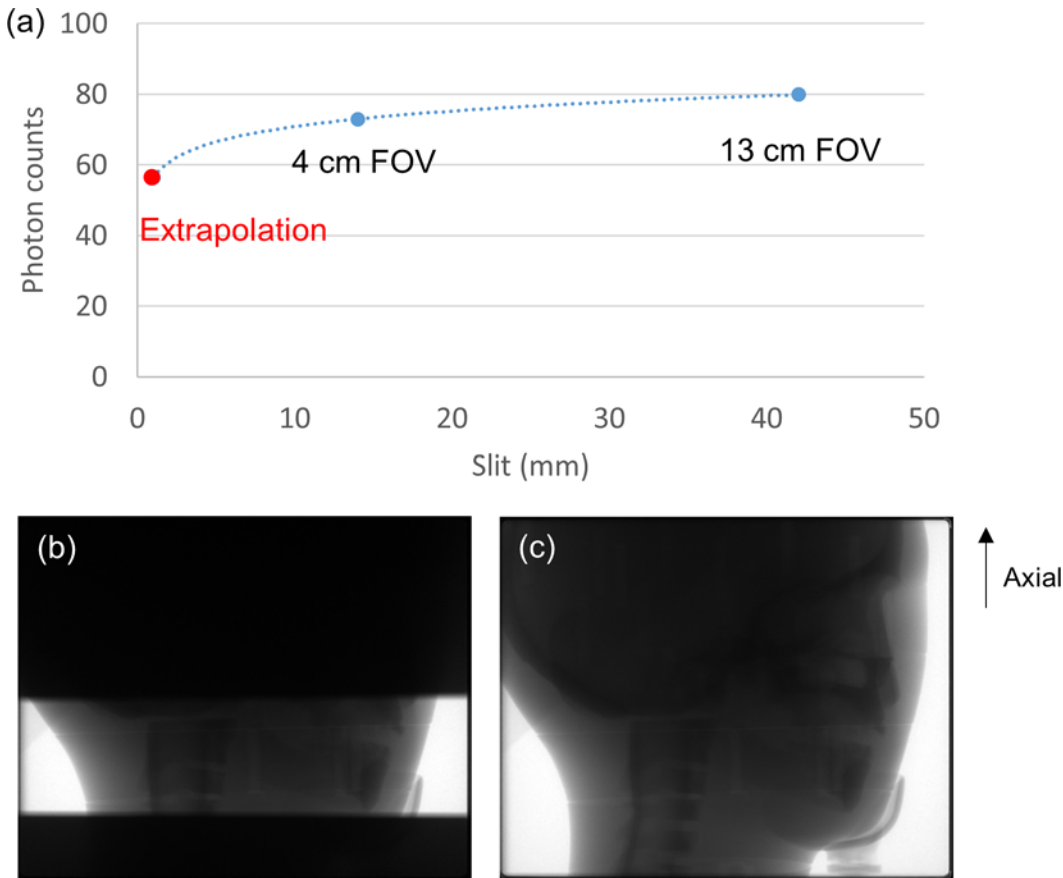 (a)
100
80
60
40
20
0
Photon counts
4 cm FOV
13 cm FOV
Extrapolation
0 10 20 30 40 50
Slit (mm)
(b)
(c)
Axial